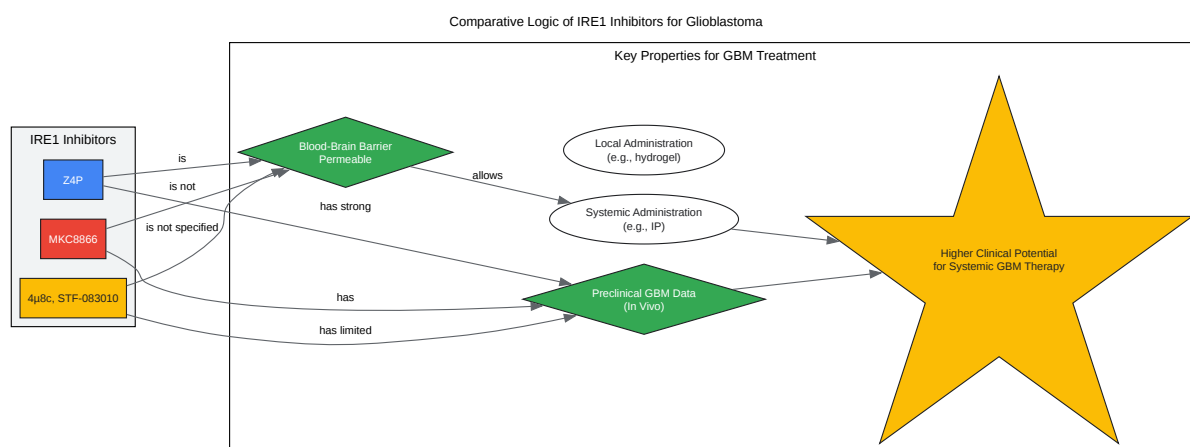 Comparative Logic of IRE1 Inhibitors for Glioblastoma
Key Properties for GBM Treatment
IRE1 Inhibitors
Z4P
MKC8866
4μ8c, STF-083010
is
is not
is not specified
Blood-Brain Barrier
Permeable
has strong
has
has limited
allows
Local Administration
(e.g., hydrogel)
Systemic Administration
(e.g., IP)
Preclinical GBM Data
(In Vivo)
Higher Clinical Potential
for Systemic GBM Therapy